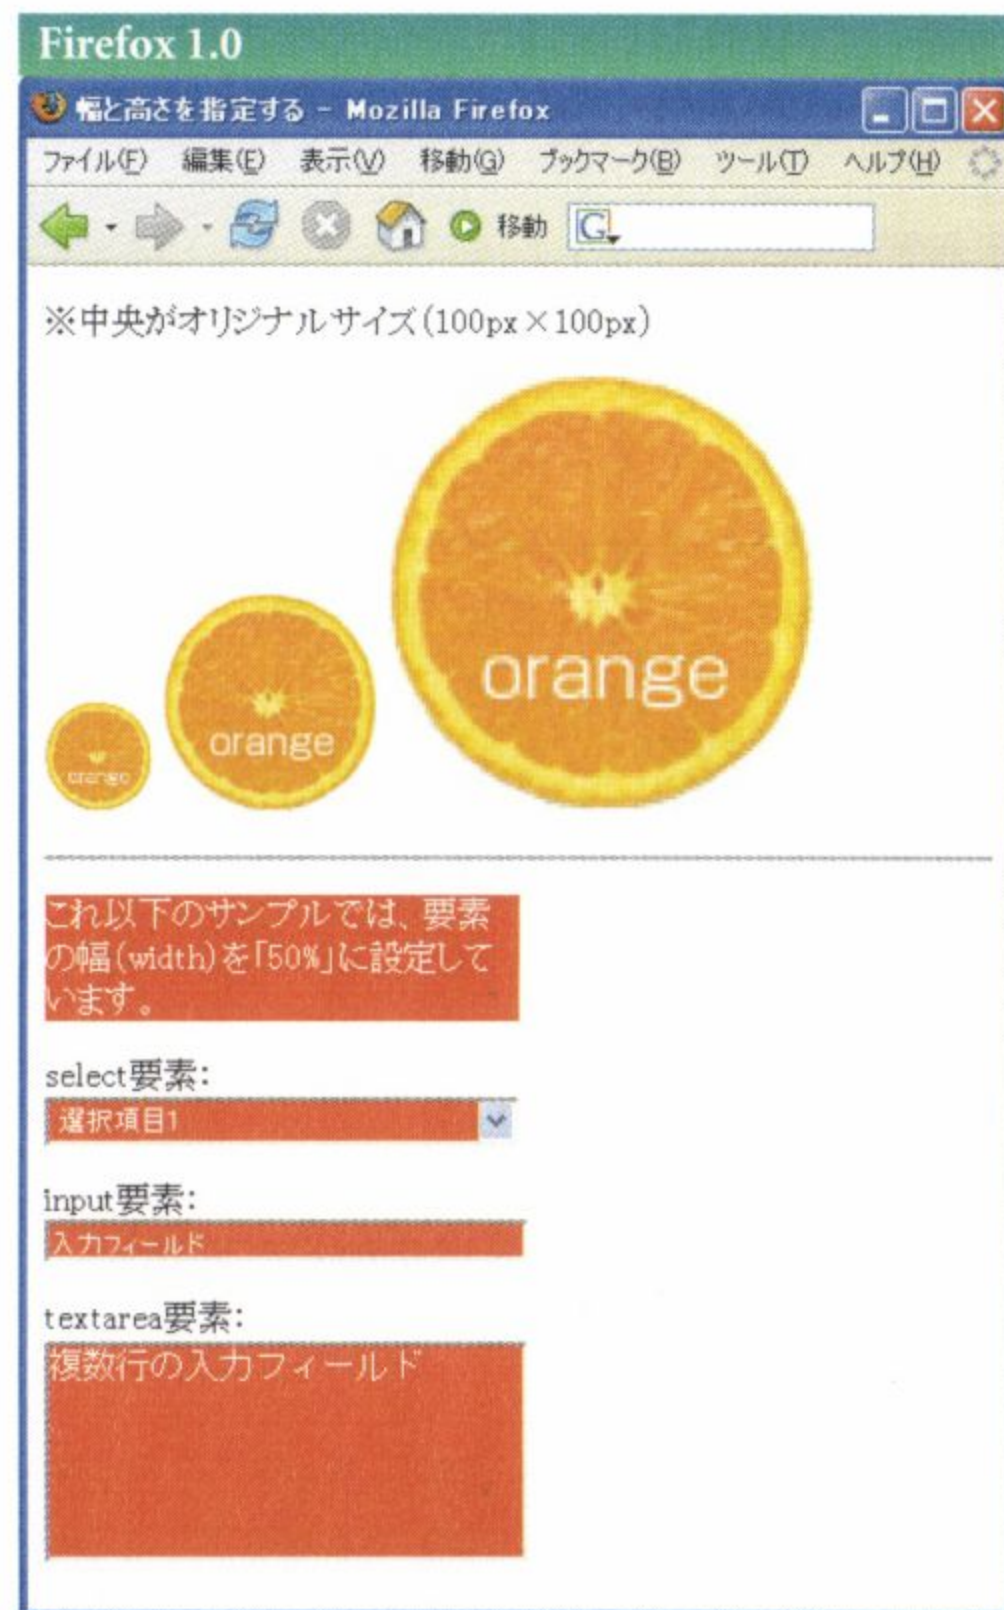 Firefox 1.0
幅と高さを指定する - Mozilla Firefox
ファイル(F) 編集(E) 表示(V) 移動(G) ブックマーク(B) ツール(T) ヘルプ(H)
移動 G
※中央がオリジナルサイズ(100px×100px)
orange
orange
orange
これ以下のサンプルでは、要素
の幅(width)を「50%」に設定して
います。
select要素:
選択項目1
input要素:
入力フィールド
textarea要素:
複数行の入力フィールド